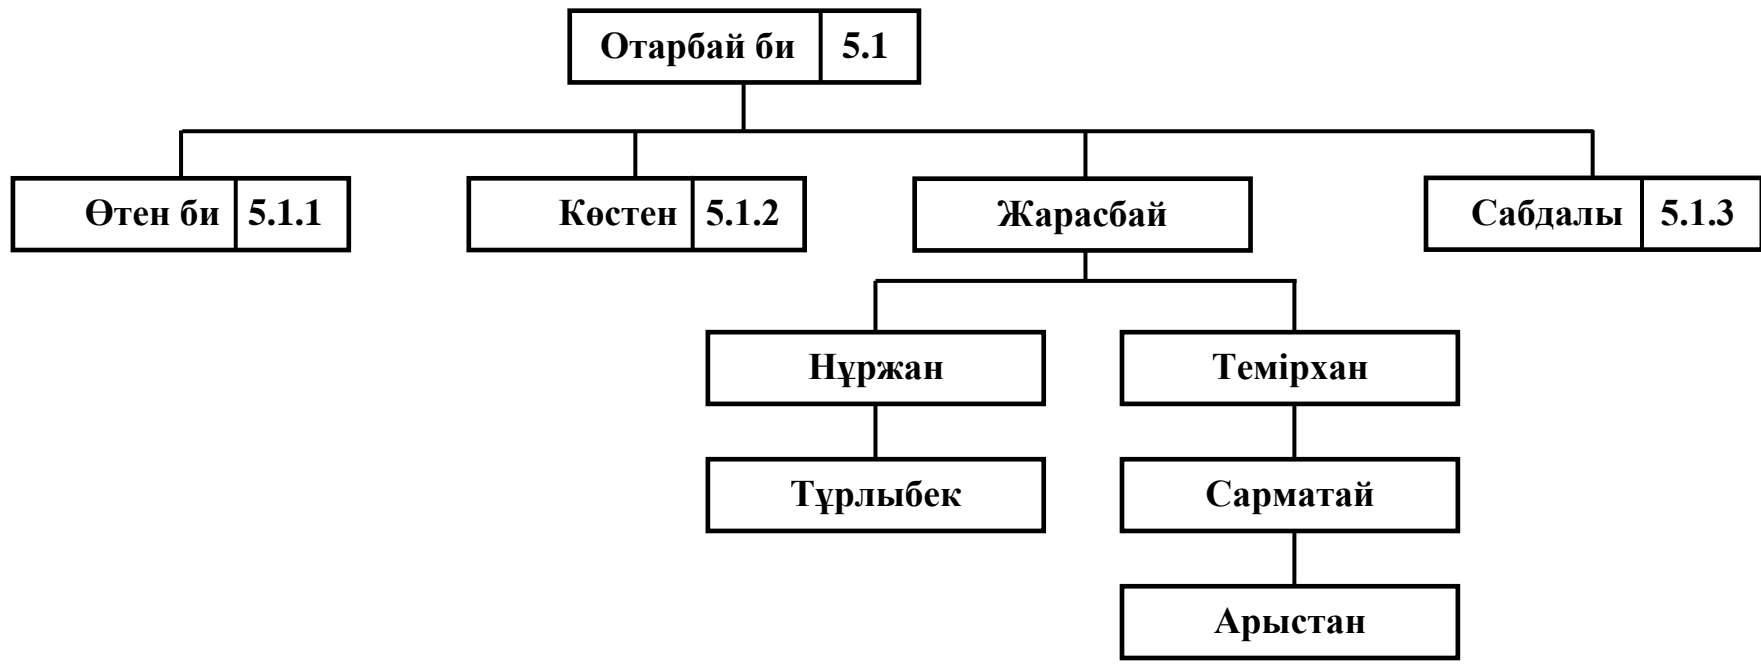 Отарбай би 5.1
Өтен би 5.1.1
Көстен 5.1.2
Жарасбай
Сабдалы 5.1.3
Нұржан
Темірхан
Тұрлыбек
Сарматай
Арыстан